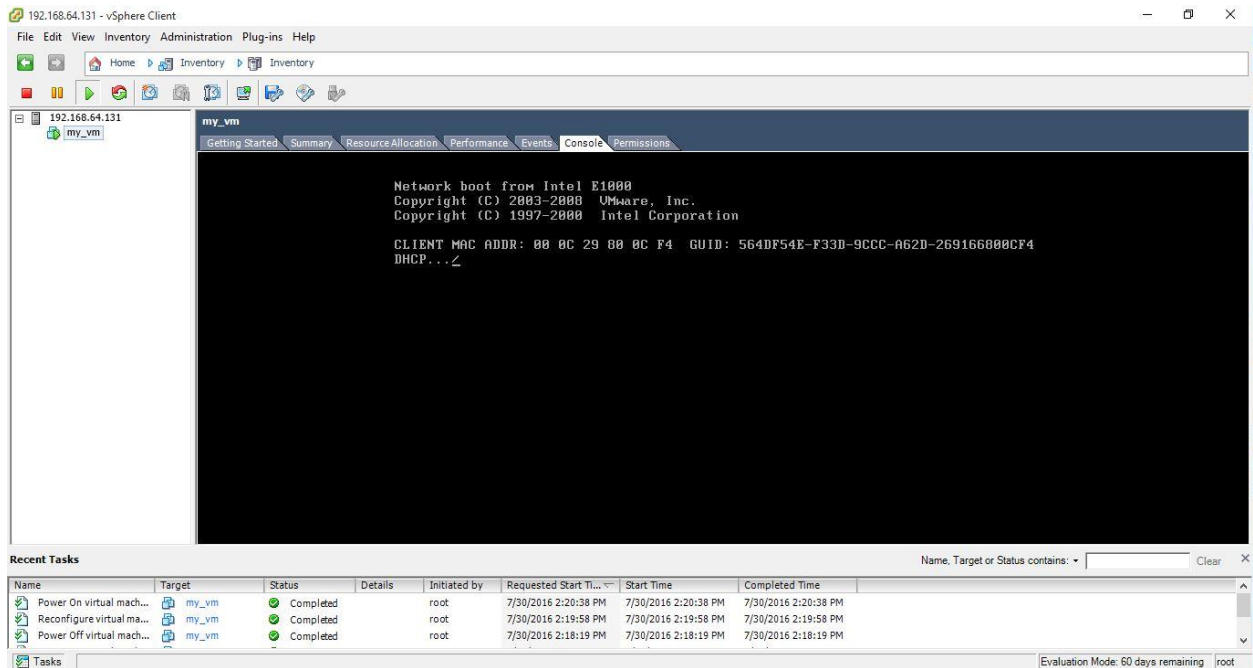 192.168.64.131 - vSphere Client
File Edit View Inventory Administration Plug-ins Help
Home Inventory Inventory
192.168.64.131
my_vm
my_vm
Getting Started Summary Resource Allocation Performance Events Console Permissions
Network boot from Intel E1000
Copyright (C) 2003-2008 VMware, Inc.
Copyright (C) 1997-2000 Intel Corporation
CLIENT MAC ADDR: 00 0C 29 80 0C F4 GUID: 564DF54E-F33D-9CCC-A62D-269166800CF4
DHCP.../
Recent Tasks
Name, Target or Status contains: Clear
Name Target Status Details Initiated by Requested Start Ti... Start Time Completed Time
Power On virtual mach... my_vm Completed root 7/30/2016 2:20:38 PM 7/30/2016 2:20:38 PM 7/30/2016 2:20:38 PM
Reconfigure virtual ma... my_vm Completed root 7/30/2016 2:19:58 PM 7/30/2016 2:19:58 PM 7/30/2016 2:19:58 PM
Power Off virtual mach... my_vm Completed root 7/30/2016 2:18:19 PM 7/30/2016 2:18:19 PM 7/30/2016 2:18:19 PM
Tasks Evaluation Mode: 60 days remaining root